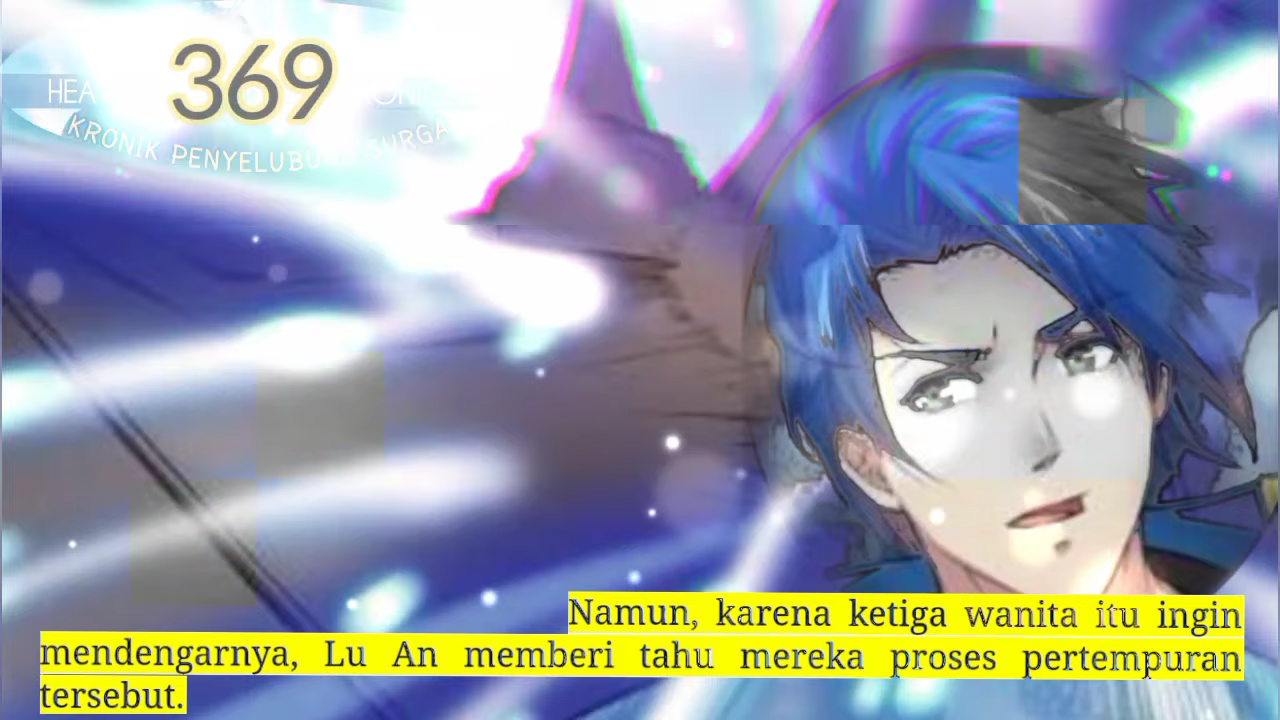 369
HEA
KRONIK SURGA
Namun, karena ketiga wanita itu ingin
mendengarnya, Lu An memberi tahu mereka proses pertempuran
tersebut.